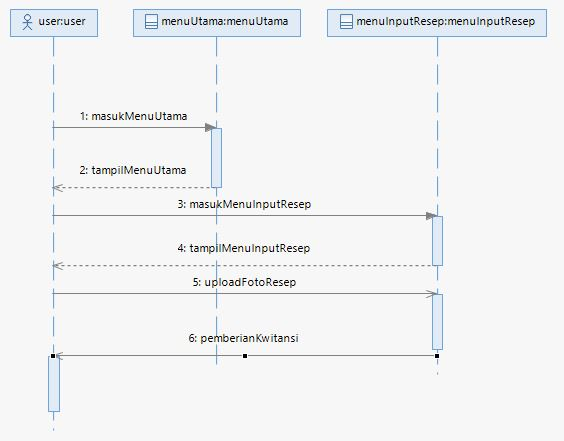 user:user
menuUtama:menuUtama
menuInputResep:menuInputResep
1: masukMenuUtama
2: tampilMenuUtama
3: masukMenuInputResep
4: tampilMenuInputResep
5: uploadFotoResep
6: pemberianKwitansi